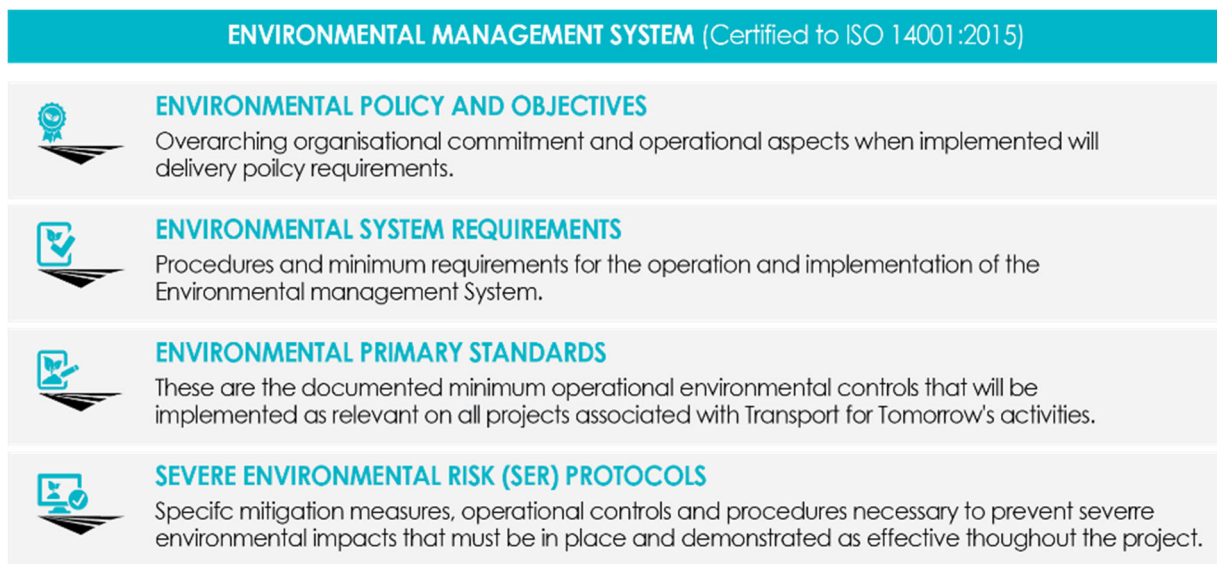 ENVIRONMENTAL MANAGEMENT SYSTEM (Certified to ISO 14001:2015)
ENVIRONMENTAL POLICY AND OBJECTIVES
Overarching organisational commitment and operational aspects when implemented will
delivery poilcy requirements.
ENVIRONMENTAL SYSTEM REQUIREMENTS
Procedures and minimum requirements for the operation and implementation of the
Environmental management System.
ENVIRONMENTAL PRIMARY STANDARDS
These are the documented minimum operational environmental controls that will be
implemented as relevant on all projects associated with Transport for Tomorrow's activities.
SEVERE ENVIRONMENTAL RISK (SER) PROTOCOLS
Specifc mitigation measures, operational controls and procedures necessary to prevent severre
environmental impacts that must be in place and demonstrated as effective thoughout the project.